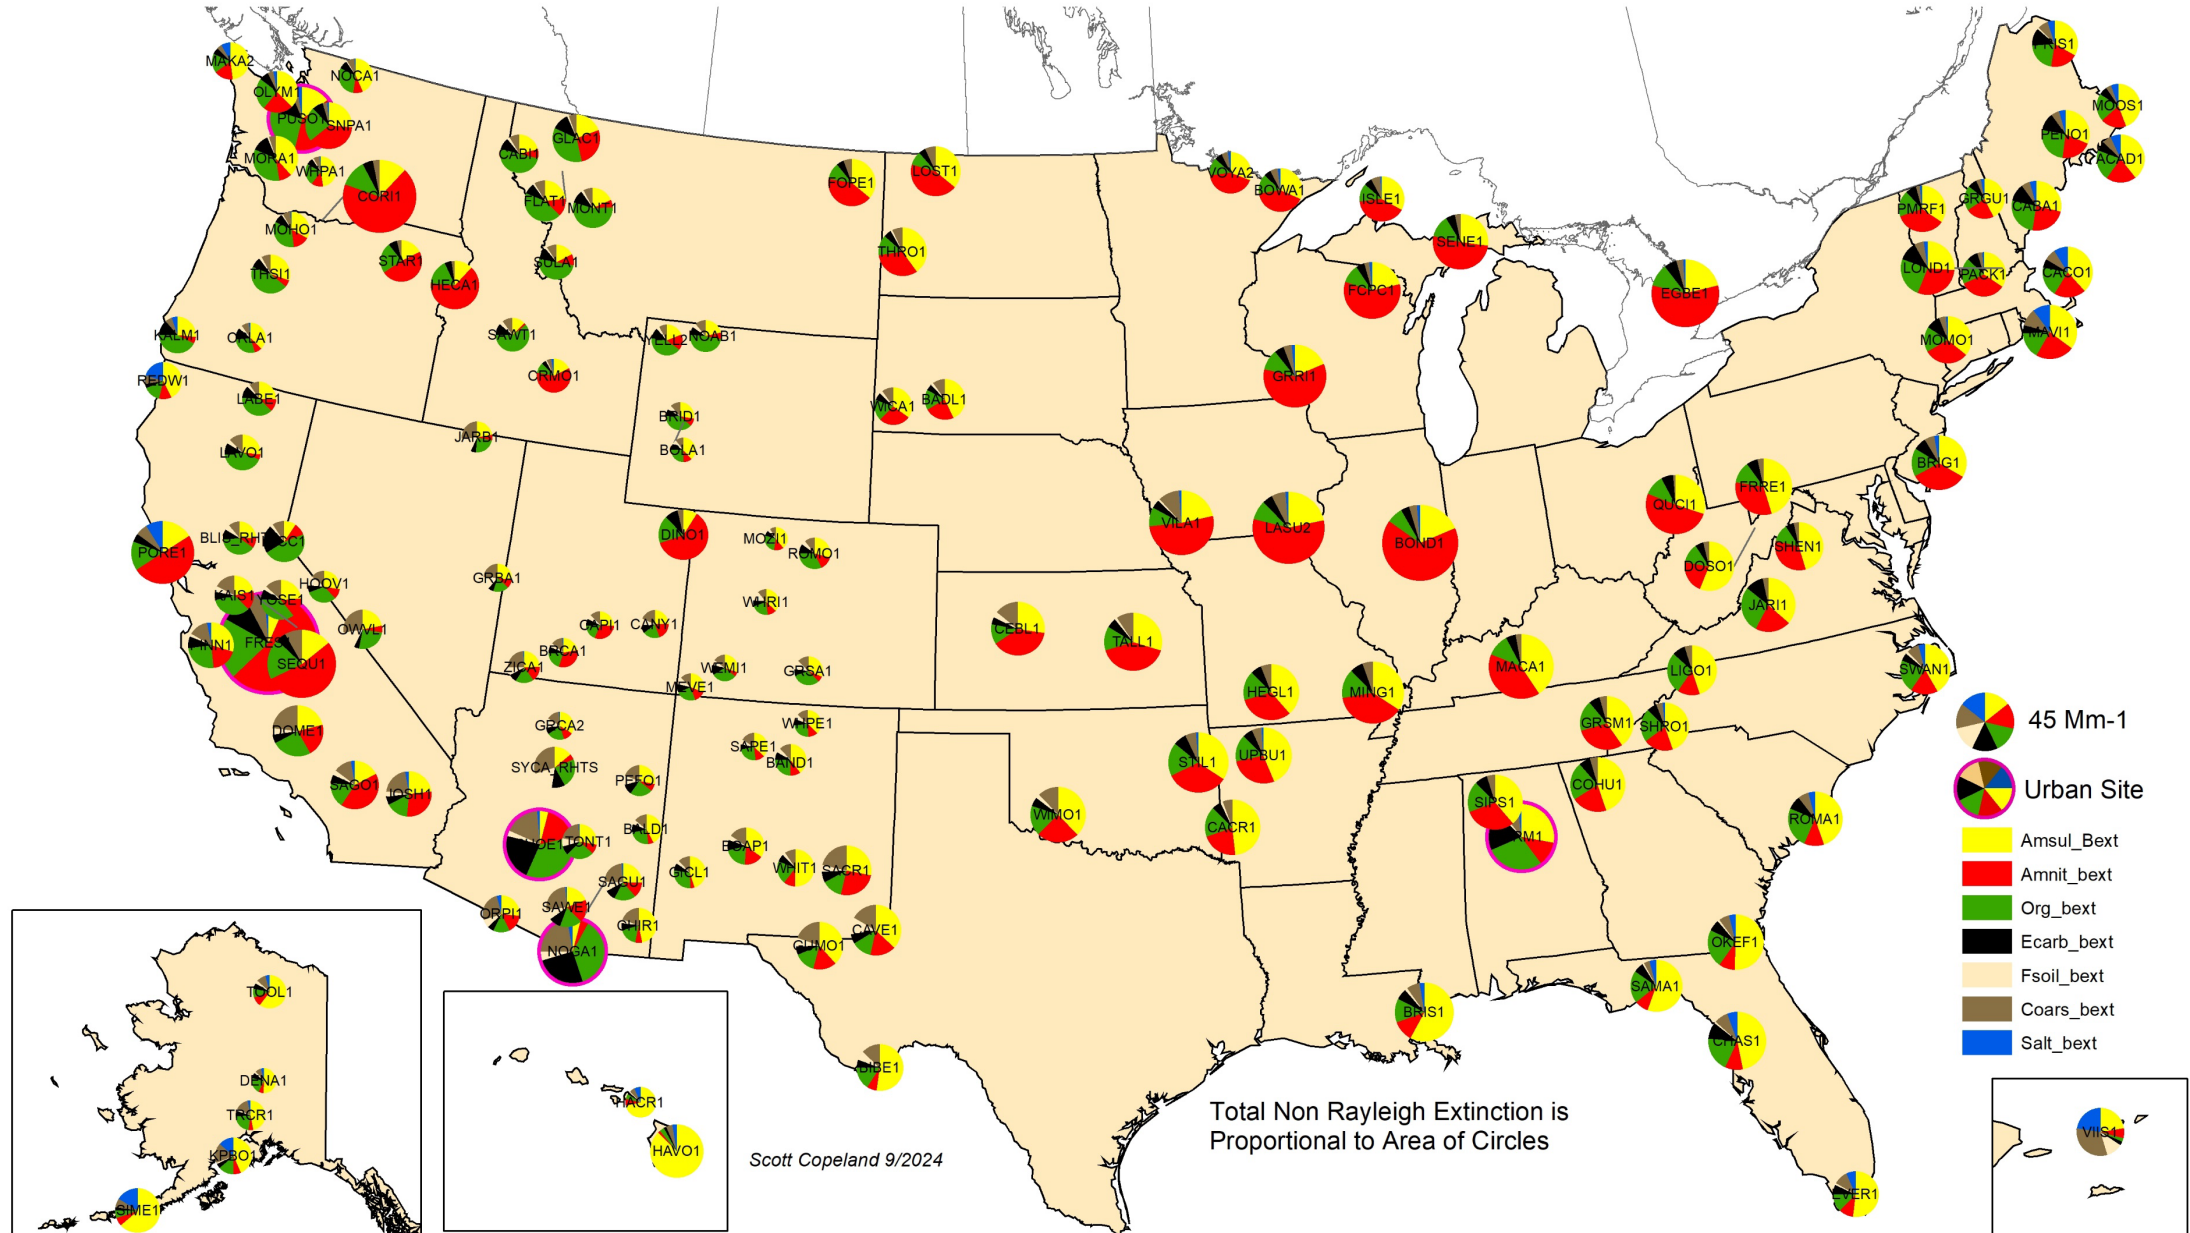 MAKA2
NOCA1
OLYM1
SNPA1
MORA1
WHPA1
CORI1
MOHO1
THSI1
STAR1
HECA1
KALM1
ORLA1
REDW1
LABE1
LAVO1
CABI1
GLAC1
FLAT1
MONT1
SULA1
SAWT1
CRMO1
YELL2
NOAB1
BRID1
BOLA1
JARB1
FOPE1
LOST1
THRO1
WICA1
BADL1
VOYA2
BOWA1
ISLE1
SENE1
FCPC1
GRRI1
EGBE1
PRIS1
MOOS1
PENO1
ACAD1
PMRF1
GRGU1
CABA1
LOND1
PACK1
CACO1
MOMO1
MAVI1
BRIG1
FRRE1
QUCI1
DOSO1
SHEN1
JARI1
VILA1
LASU2
BOND1
PORE1
HOOV1
KAIS1
YOSE1
PINN1
SEQU1
OWVL1
DOME1
SAGO1
JOSH1
GRBA1
DINO1
MOZI1
ROMO1
WHRI1
CAPI1
CANY1
BRCA1
ZICA1
WEMI1
MEVE1
GRSA1
CEBL1
TALL1
HEGL1
MING1
MACA1
LIGO1
SWAN1
GRSM1
SHRO1
COHU1
SIPS1
ROMA1
GRCA2
SYCA_RHTS
PEFO1
BALD1
TONT1
SAGU1
SAWE1
ORPI1
NOGA1
CHIR1
GICL1
BOAP1
WHIT1
SACR1
WHPE1
SAPE1
BAND1
GUMO1
CAVE1
BIBE1
WIMO1
STIL1
UPBU1
CACR1
BRIS1
SAMA1
OKEF1
CHAS1
EVER1
VIIS1
TOOL1
DENA1
TRCR1
KPBO1
SIME1
HACR1
HAVO1
45 Mm-1
Urban Site
Amsul_Bext
Amnit_bext
Org_bext
Ecarb_bext
Fsoil_bext
Coars_bext
Salt_bext
Total Non Rayleigh Extinction is
Proportional to Area of Circles
Scott Copeland 9/2024